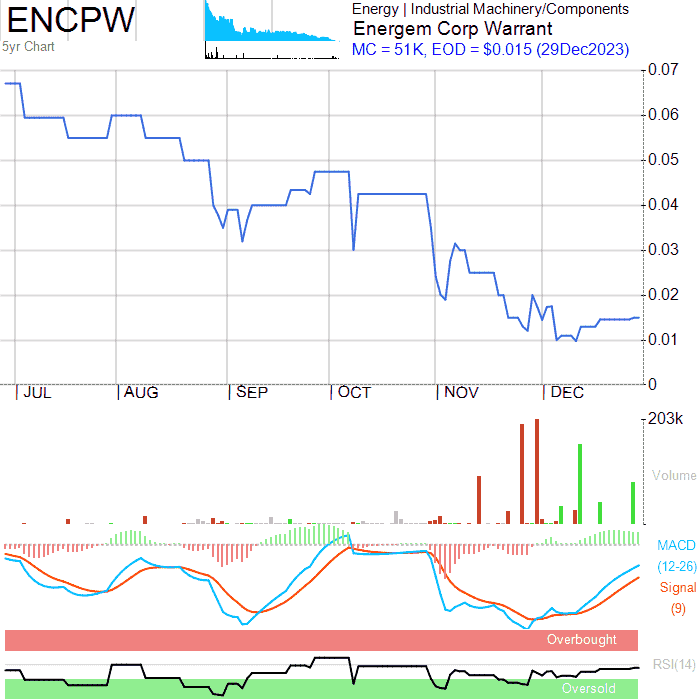 ENCPW
5yr Chart
Energy | Industrial Machinery/Components
Energem Corp Warrant
MC = 51K, EOD = $0.015 (29Dec2023)
0.07
0.06
0.05
0.04
0.03
0.02
0.01
0
JUL AUG SEP OCT NOV DEC
203k
Volume
MACD
(12-26)
Signal
(9)
Overbought
RSI(14)
Oversold